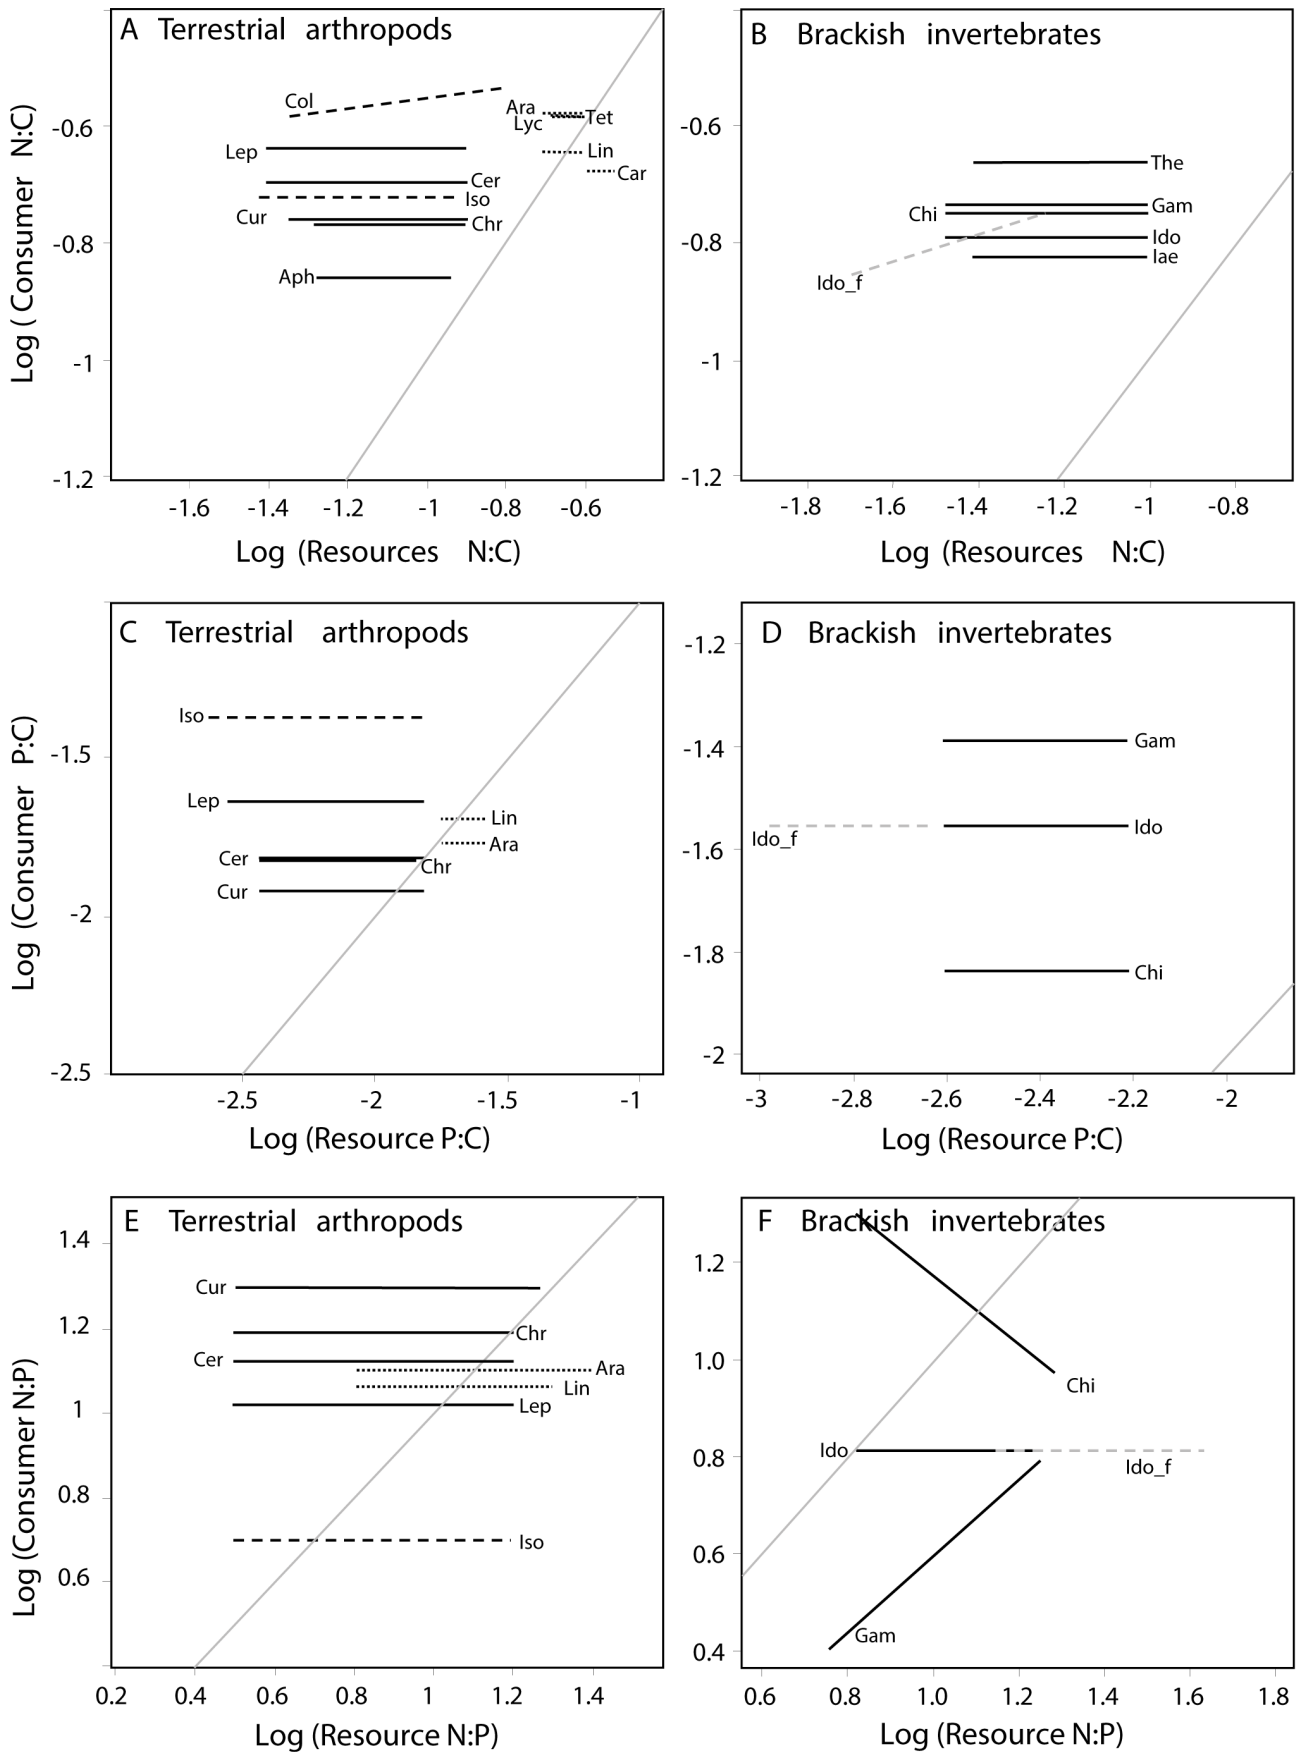 A Terrestrial arthropods
Log ( Consumer N:C)
-0.6
-0.8
-1
-1.2
Col
Lep
Cer
Iso
Cur
Chr
Aph
Ara
Lyc
Tet
Lin
Car
-1.6 -1.4 -1.2 -1 -0.8 -0.6
Log (Resources N:C)
B Brackish invertebrates
-0.6
-0.8
-1
-1.2
The
Chi
Gam
Ido
Iae
Ido_f
-1.8 -1.6 -1.4 -1.2 -1 -0.8
Log (Resources N:C)
C Terrestrial arthropods
Log (Consumer P:C)
-1.5
-2
-2.5
Iso
Lep
Lin
Ara
Cer
Chr
Cur
-2.5 -2 -1.5 -1
Log (Resource P:C)
D Brackish invertebrates
-1.2
-1.4
-1.6
-1.8
-2
Gam
Ido
Ido_f
Chi
-3 -2.8 -2.6 -2.4 -2.2 -2
Log (Resource P:C)
E Terrestrial arthropods
Log (Consumer N:P)
1.4
1.2
1
0.8
0.6
Cur
Chr
Cer
Ara
Lin
Lep
Iso
0.2 0.4 0.6 0.8 1 1.2 1.4
Log (Resource N:P)
F Brackish invertebrates
1.2
1.0
0.8
0.6
0.4
Chi
Ido
Ido_f
Gam
0.6 0.8 1.0 1.2 1.4 1.6 1.8
Log (Resource N:P)